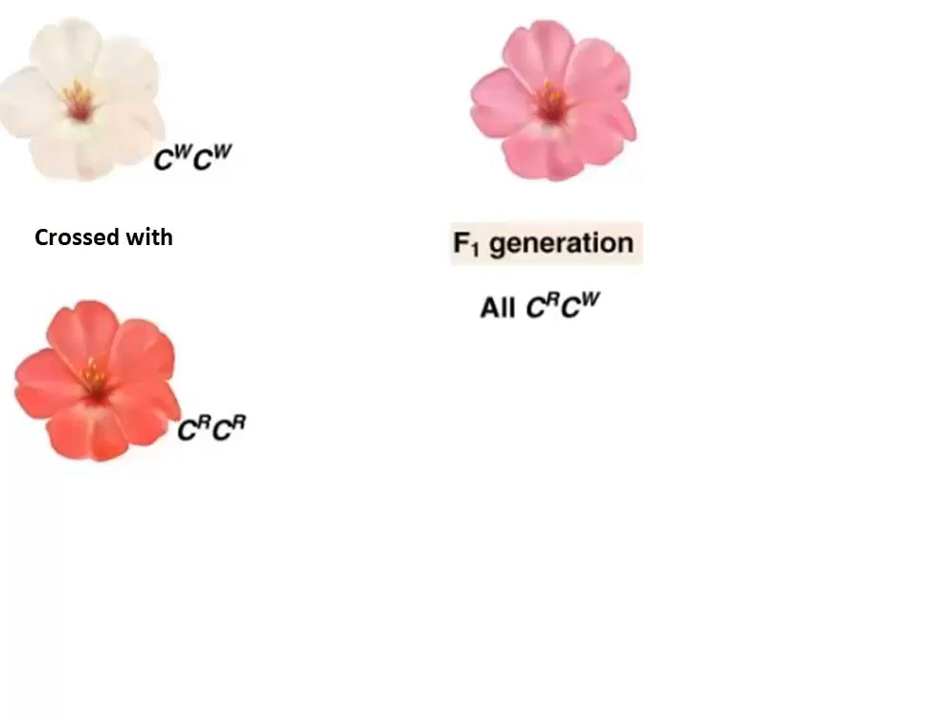 CᵂCᵂ
Crossed with
CᴿCᴿ
F₁ generation
All CᴿCᵂ